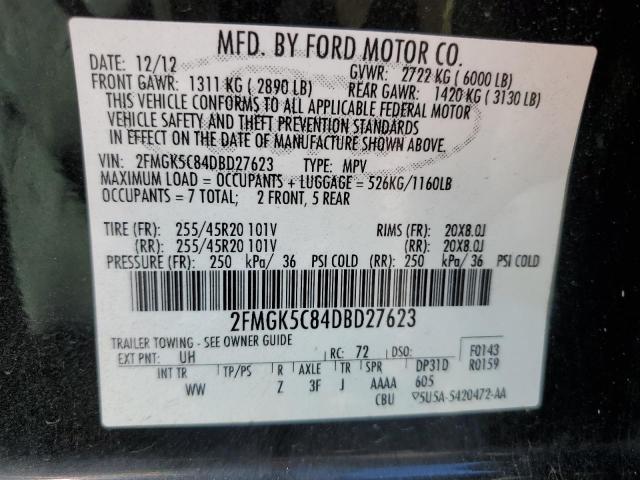 MFD. BY FORD MOTOR CO.
DATE: 12/12 GVWR: 2722 KG ( 6000 LB)
FRONT GAWR: 1311 KG ( 2890 LB) REAR GAWR: 1420 KG ( 3130 LB)
THIS VEHICLE CONFORMS TO ALL APPLICABLE FEDERAL MOTOR
VEHICLE SAFETY AND THEFT PREVENTION STANDARDS
IN EFFECT ON THE DATE OF MANUFACTURE SHOWN ABOVE.
VIN: 2FMGK5C84DBD27623 TYPE: MPV
MAXIMUM LOAD = OCCUPANTS + LUGGAGE = 526KG/1160LB
OCCUPANTS = 7 TOTAL; 2 FRONT, 5 REAR
TIRE (FR): 255/45R20 101V RIMS (FR): 20X8.0J
(RR): 255/45R20 101V (RR): 20X8.0J
PRESSURE (FR): 250 kPa/ 36 PSI COLD (RR): 250 kPa/ 36 PSI COLD
2FMGK5C84DBD27623
TRAILER TOWING - SEE OWNER GUIDE
EXT PNT: UH RC: 72 DSO: F0143
INT TR TP/PS R AXLE TR SPR DP31D R0159
WW Z 3F J AAAA 605
CBU ▽5U5A-5420472-AA